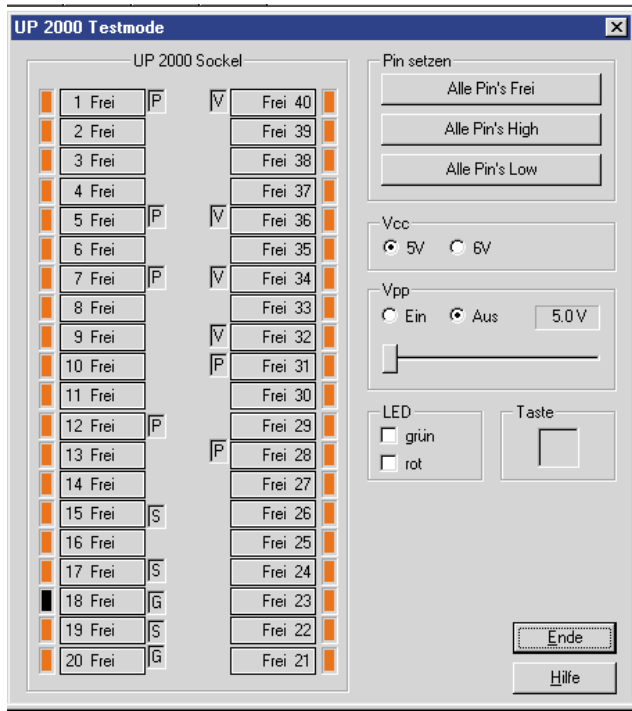 UP 2000 Testmode
UP 2000 Sockel
1 Frei P V Frei 40
2 Frei Frei 39
3 Frei Frei 38
4 Frei Frei 37
5 Frei P V Frei 36
6 Frei Frei 35
7 Frei P V Frei 34
8 Frei Frei 33
9 Frei V Frei 32
10 Frei P Frei 31
11 Frei Frei 30
12 Frei P Frei 29
13 Frei P Frei 28
14 Frei Frei 27
15 Frei S Frei 26
16 Frei Frei 25
17 Frei S Frei 24
18 Frei G Frei 23
19 Frei S Frei 22
20 Frei G Frei 21
Pin setzen
Alle Pin's Frei
Alle Pin's High
Alle Pin's Low
Vcc
5V 6V
Vpp
Ein Aus 5.0 V
LED
grün
rot
Taste
Ende
Hilfe